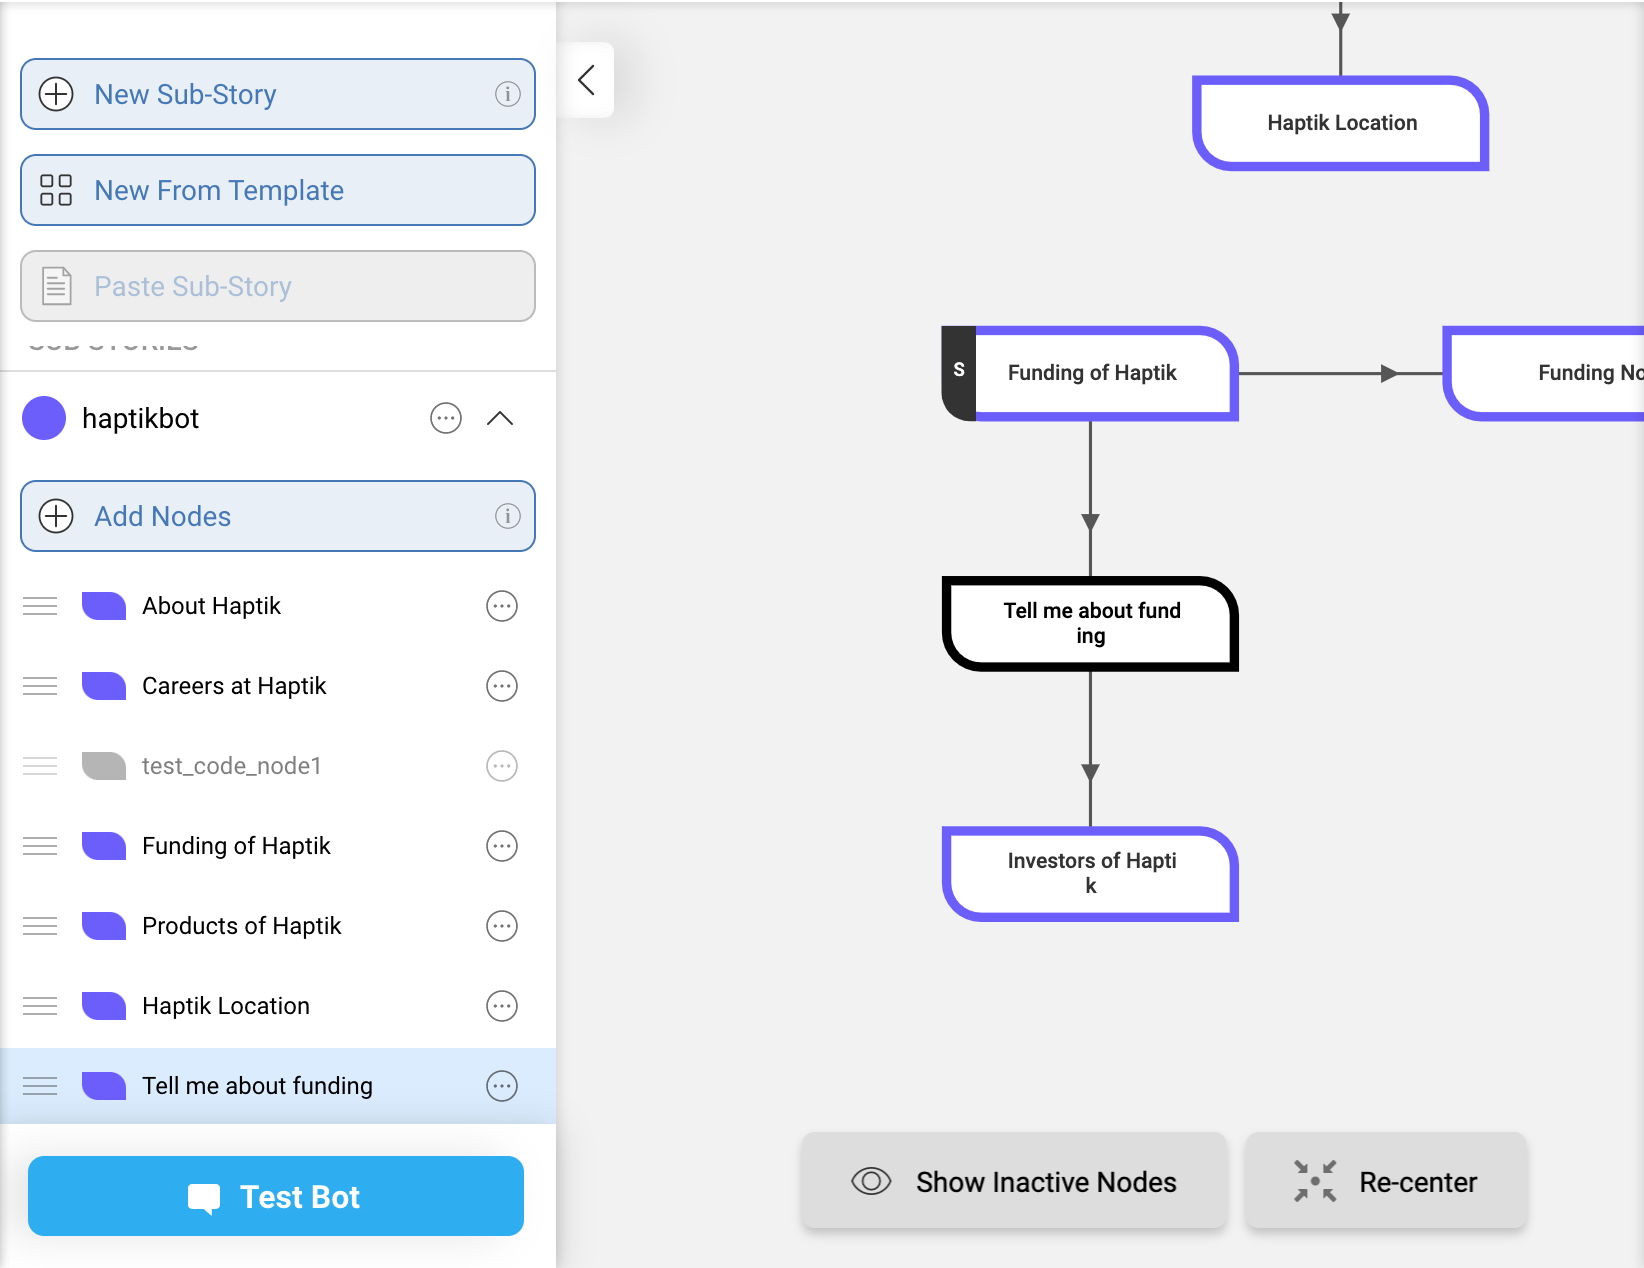 New Sub-Story
New From Template
Paste Sub-Story
SUB STORIES
haptikbot
Add Nodes
About Haptik
Careers at Haptik
test_code_node1
Funding of Haptik
Products of Haptik
Haptik Location
Tell me about funding
Test Bot
Haptik Location
S
Funding of Haptik
Funding No
Tell me about fund
ing
Investors of Hapti
k
Show Inactive Nodes
Re-center